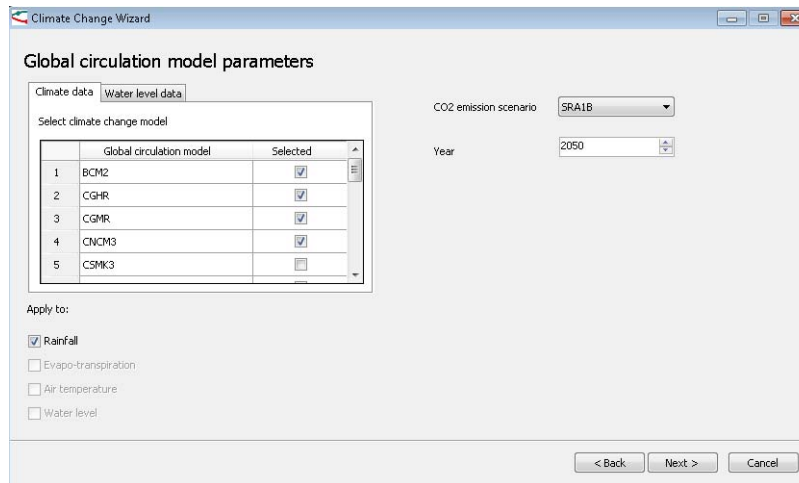 Climate Change Wizard
Global circulation model parameters
Climate data Water level data
Select climate change model
Global circulation model Selected
1 BCM2
2 CGHR
3 CGMR
4 CNCM3
5 CSMK3
CO2 emission scenario SRA1B
Year 2050
Apply to:
Rainfall
Evapo-transpiration
Air temperature
Water level
< Back Next > Cancel